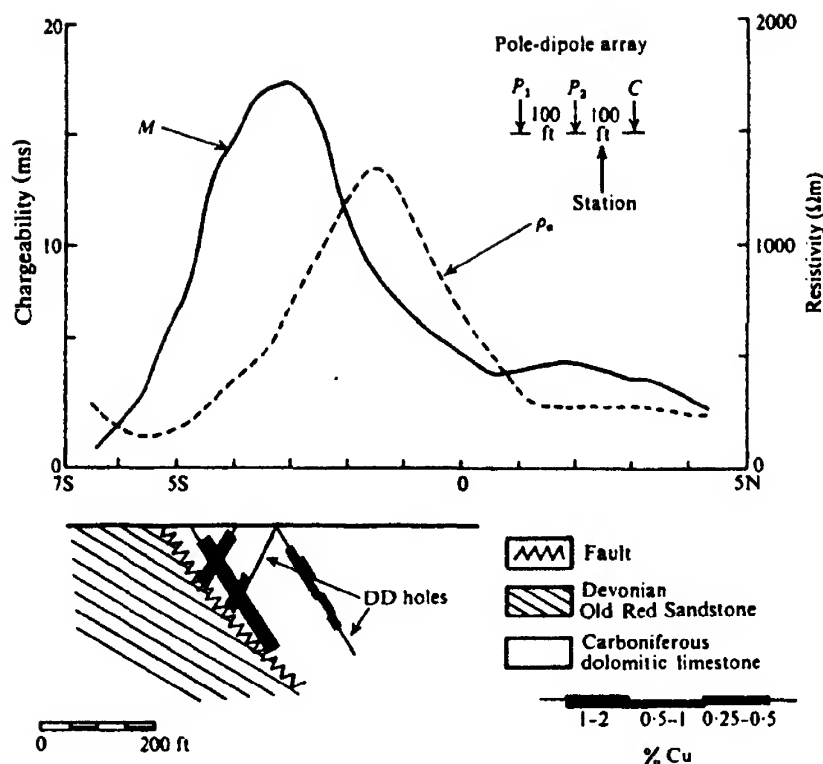 20
2000
Pole-dipole array
P₁ P₂ C
100 ft 100 ft
Station
M
15
10
1000
ρₐ
Chargeability (ms)
Resistivity (Ωm)
0
0
7S 5S 0 5N
DD holes
Fault
Devonian
Old Red Sandstone
Carboniferous
dolomitic limestone
1-2 0·5-1 0·25-0·5
% Cu
0 200 ft